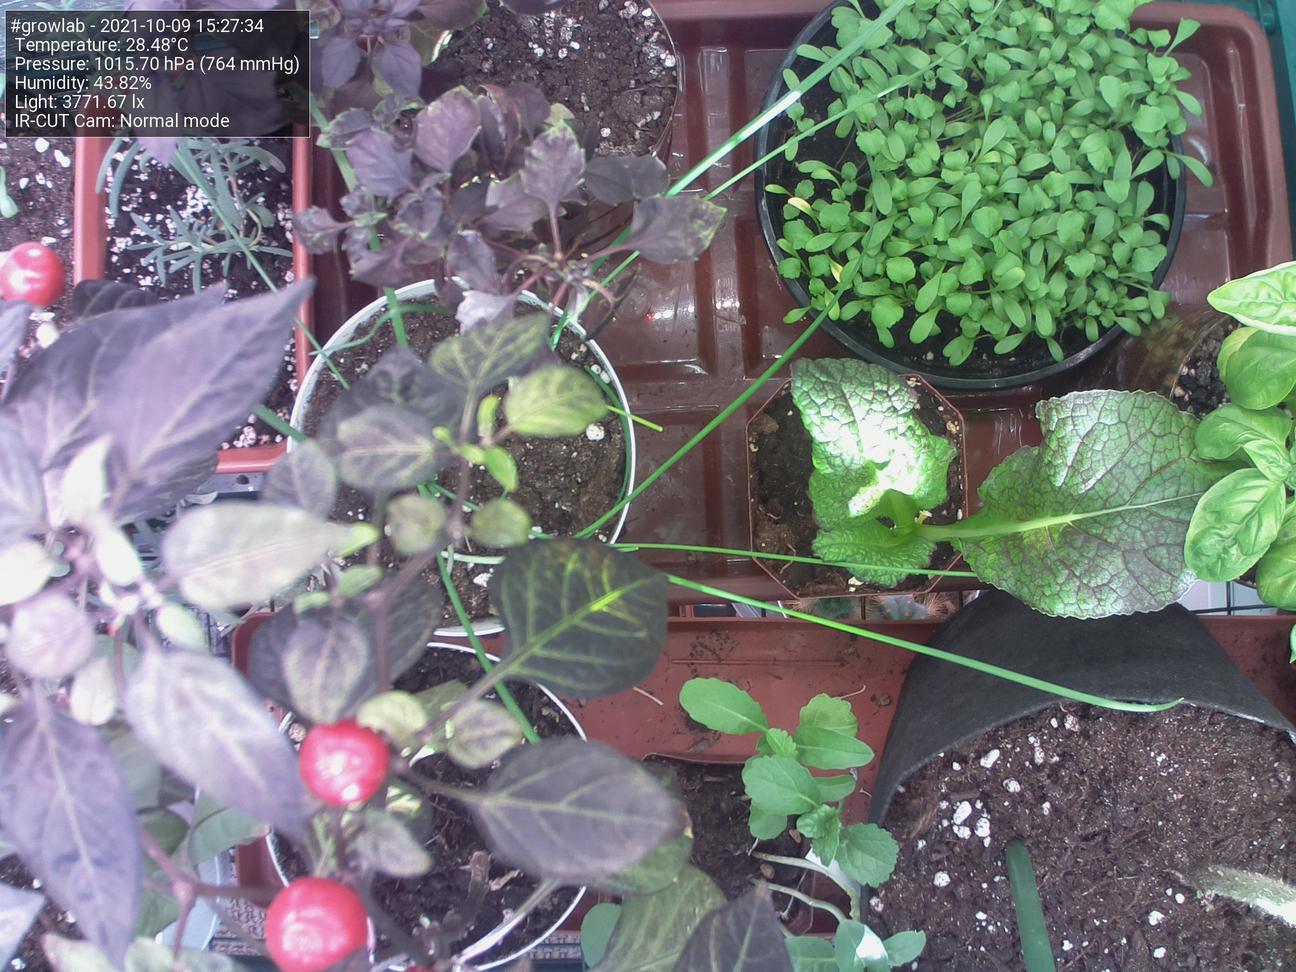 #growlab - 2021-10-09 15:27:34
Temperature: 28.48°C
Pressure: 1015.70 hPa (764 mmHg)
Humidity: 43.82%
Light: 3771.67 lx
IR-CUT Cam: Normal mode